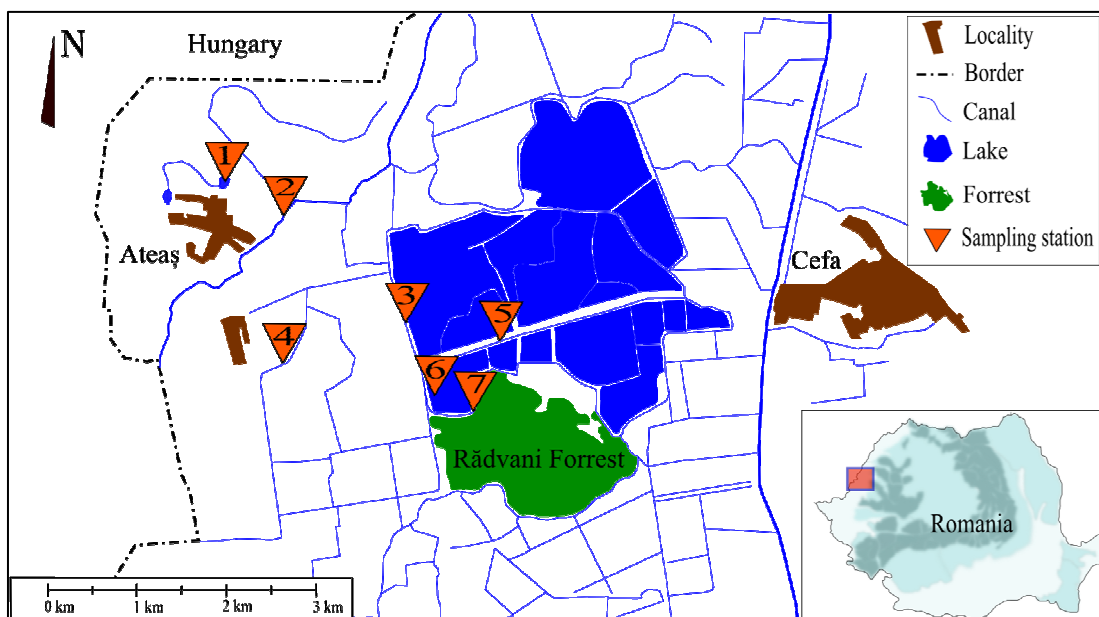 Hungary
N
Locality
Border
Canal
Lake
Forrest
Sampling station
1
2
Ateaș
Cefa
3
5
4
6
7
Rădvani Forrest
Romania
0 km 1 km 2 km 3 km